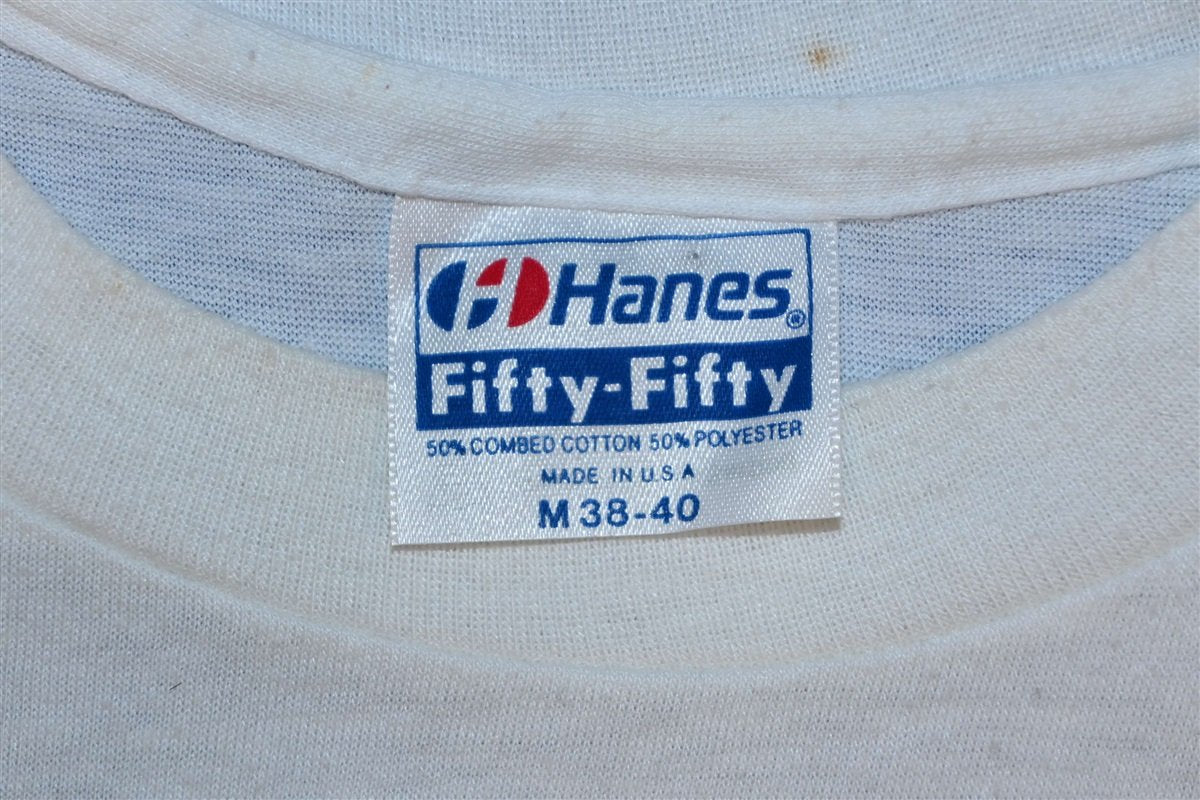 Hanes®
Fifty-Fifty
50% COMBED COTTON 50% POLYESTER
MADE IN U.S A
M 38-40